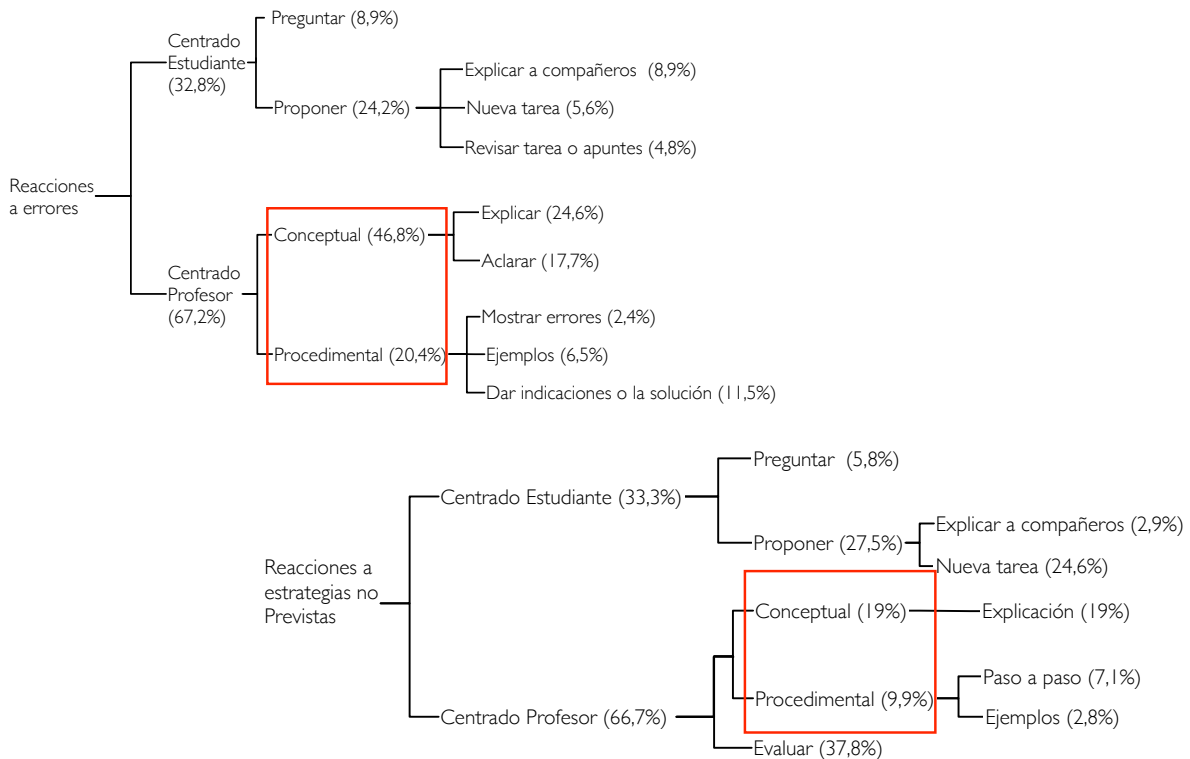 Preguntar (8,9%)
Centrado
Estudiante
(32,8%)
Explicar a compañeros (8,9%)
Proponer (24,2%)
Nueva tarea (5,6%)
Revisar tarea o apuntes (4,8%)
Reacciones
a errores
Explicar (24,6%)
Conceptual (46,8%)
Aclarar (17,7%)
Centrado
Profesor
(67,2%)
Mostrar errores (2,4%)
Procedimental (20,4%)
Ejemplos (6,5%)
Dar indicaciones o la solución (11,5%)
Preguntar (5,8%)
Centrado Estudiante (33,3%)
Explicar a compañeros (2,9%)
Proponer (27,5%)
Nueva tarea (24,6%)
Reacciones a
estrategias no
Previstas
Conceptual (19%)
Explicación (19%)
Paso a paso (7,1%)
Procedimental (9,9%)
Ejemplos (2,8%)
Centrado Profesor (66,7%)
Evaluar (37,8%)